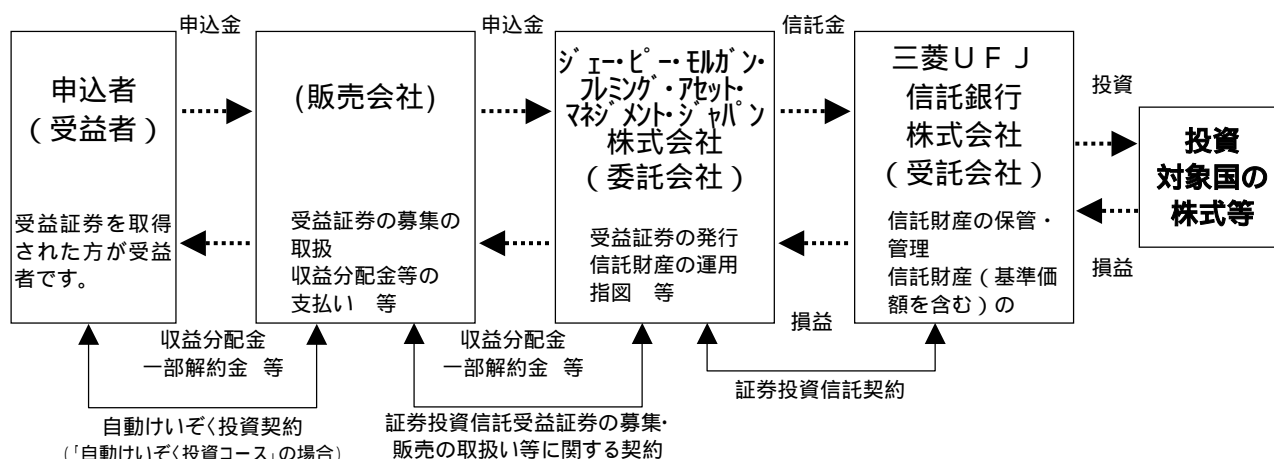 申込金
申込金
信託金
申込者
（受益者）
受益証券を取得
された方が受益
者です。
(販売会社)
受益証券の募集の
取扱
収益分配金等の
支払い　等
ｼﾞｪｰ･ﾋﾟｰ･ﾓﾙｶﾞﾝ･
ﾌﾚﾐﾝｸﾞ･ｱｾｯﾄ･
ﾏﾈｼﾞﾒﾝﾄ･ｼﾞｬﾊﾟﾝ
株式会社
（委託会社）
受益証券の発行
信託財産の運用
指図　等
三菱ＵＦＪ
信託銀行
株式会社
（受託会社）
信託財産の保管・
管理
信託財産（基準価
額を含む）の
投資
投資
対象国の
株式等
損益
収益分配金
一部解約金 等
収益分配金
一部解約金 等
損益
自動けいぞく投資契約
(｢自動けいぞく投資コース｣の場合)
証券投資信託受益証券の募集･
販売の取扱い等に関する契約
証券投資信託契約